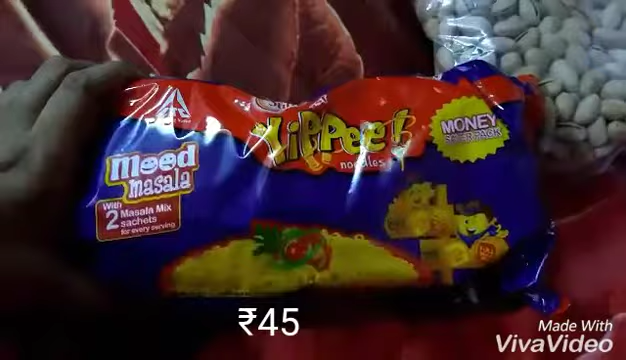 YiPPee!
noodles
MONEY
SAVER PACK
mood
masala
With
2 Masala Mix
sachets
for every serving
₹45
Made With
VivaVideo